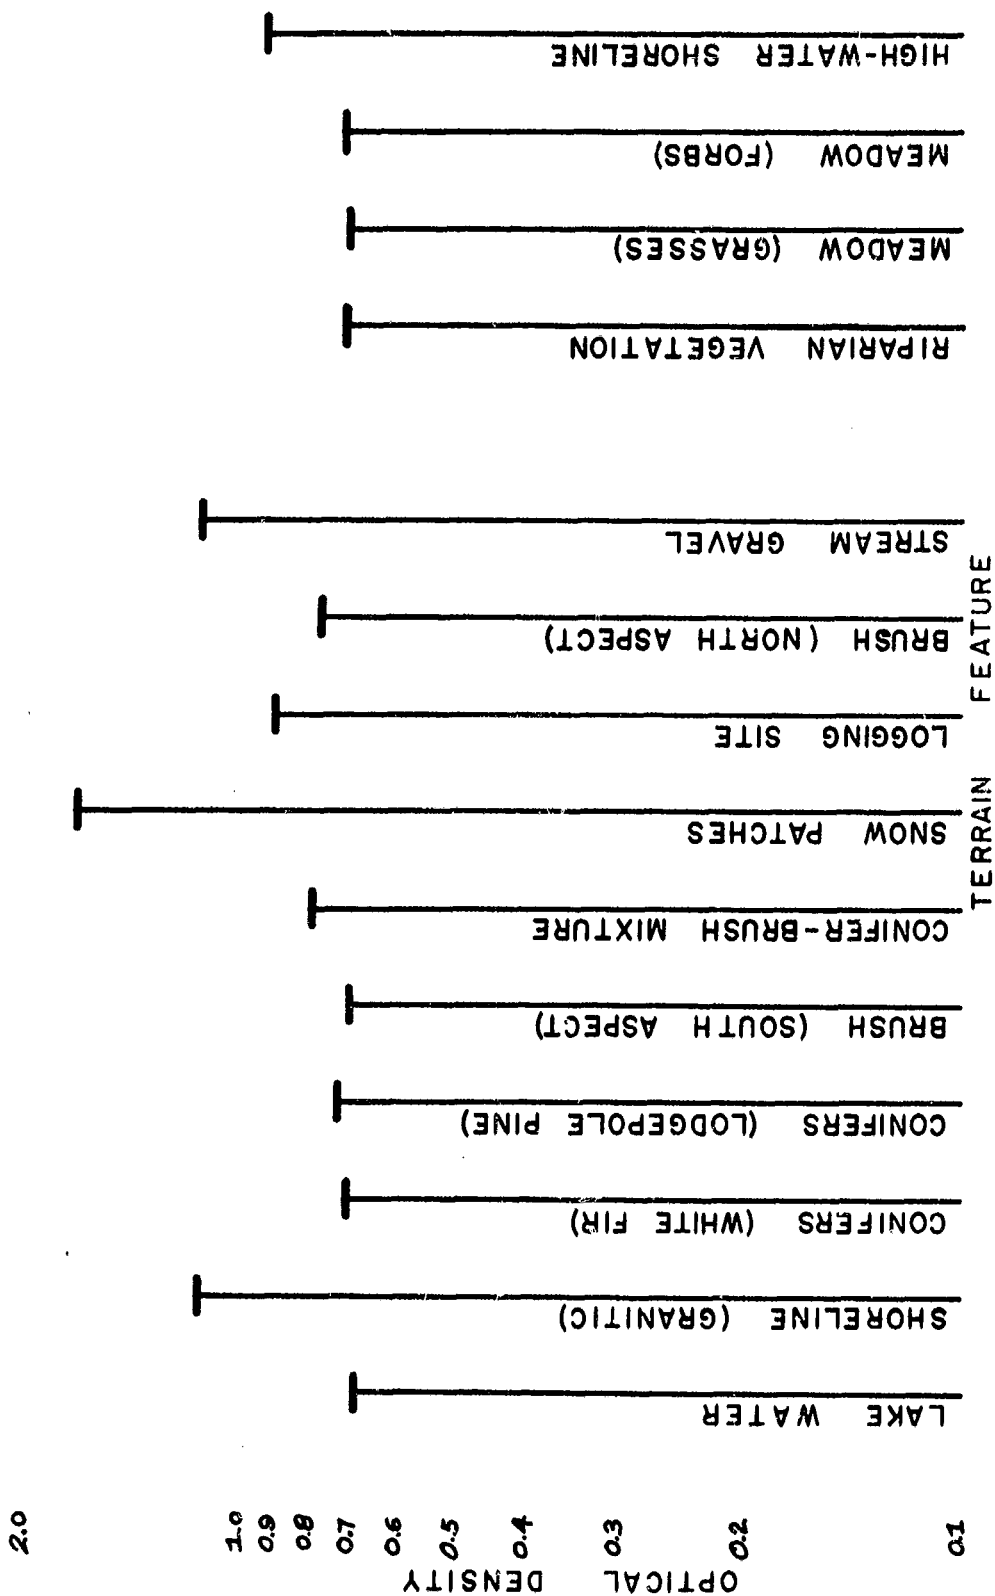 OPTICAL
DENSITY
2.0
1.0
0.9
0.8
0.7
0.6
0.5
0.4
0.3
0.2
0.1
LAKE WATER
SHORELINE (GRANITIC)
CONIFERS (WHITE FIR)
CONIFERS (LODGEPOLE PINE)
BRUSH (SOUTH ASPECT)
CONIFER-BRUSH MIXTURE
SNOW PATCHES
LOGGING SITE
BRUSH (NORTH ASPECT)
STREAM GRAVEL
RIPARIAN VEGETATION
MEADOW (GRASSES)
MEADOW (FORBS)
HIGH-WATER SHORELINE
TERRAIN FEATURE